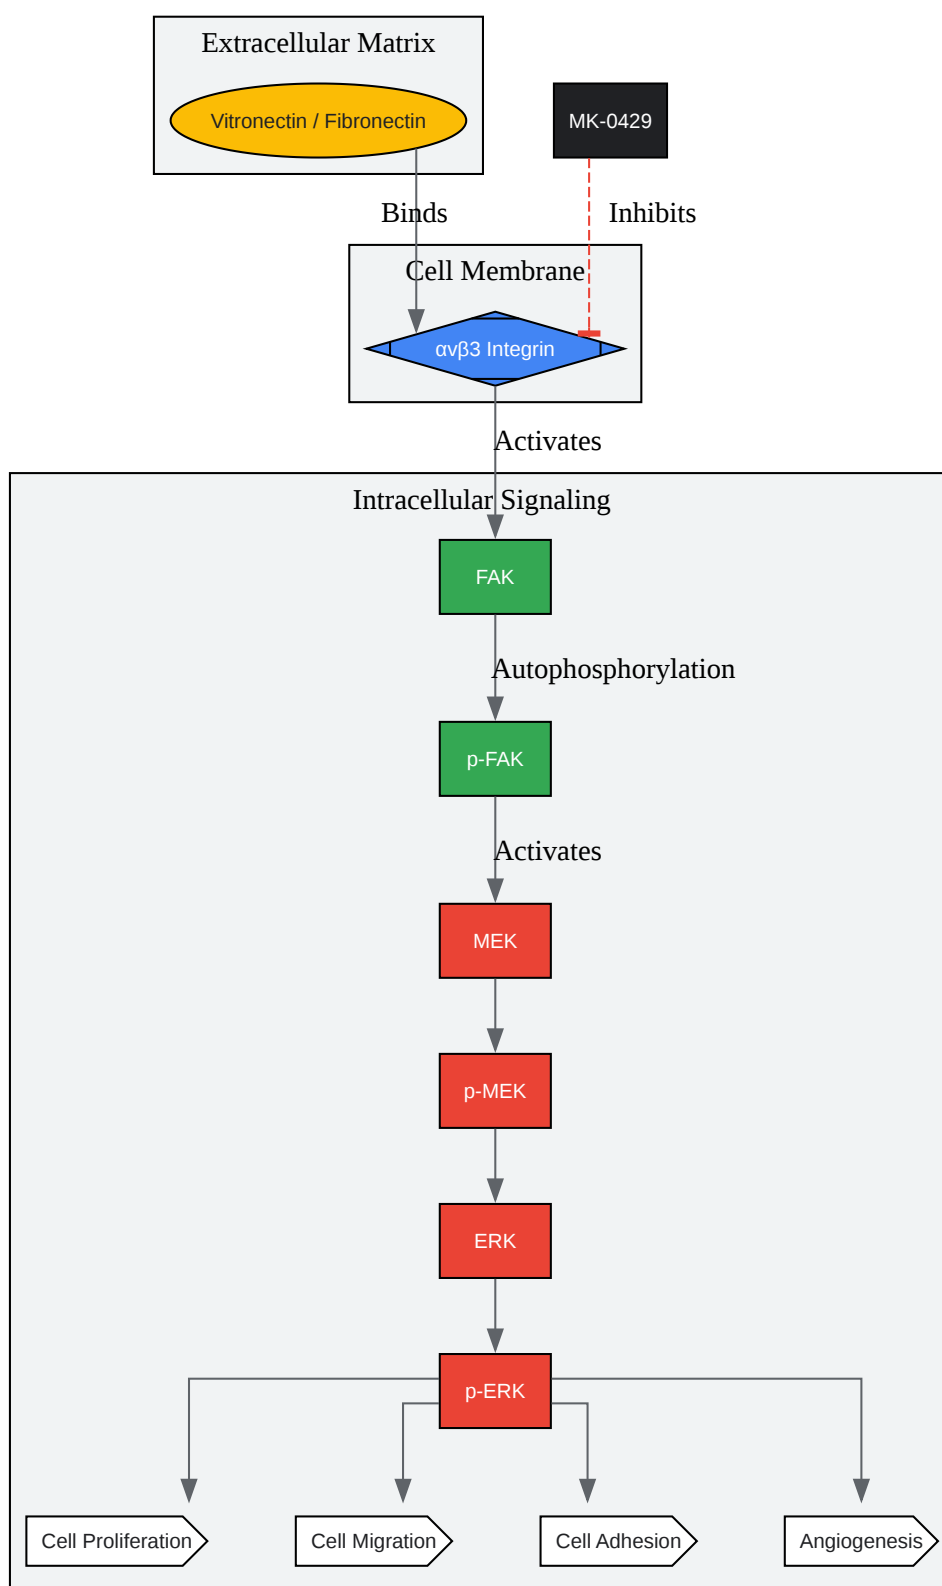 Extracellular Matrix
Vitronectin / Fibronectin
MK-0429
Binds
Inhibits
Cell Membrane
αvβ3 Integrin
Activates
Intracellular Signaling
FAK
Autophosphorylation
p-FAK
Activates
MEK
p-MEK
ERK
p-ERK
Cell Proliferation
Cell Migration
Cell Adhesion
Angiogenesis